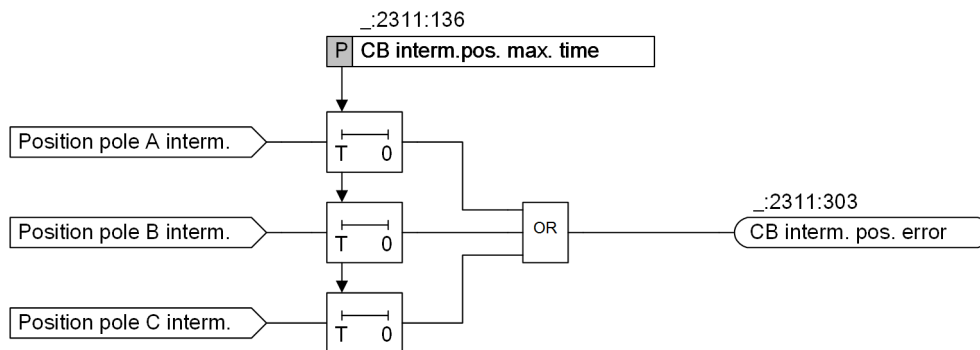 _:2311:136
P CB interm.pos. max. time
Position pole A interm.
T 0
Position pole B interm.
T 0
OR
_:2311:303
CB interm. pos. error
Position pole C interm.
T 0